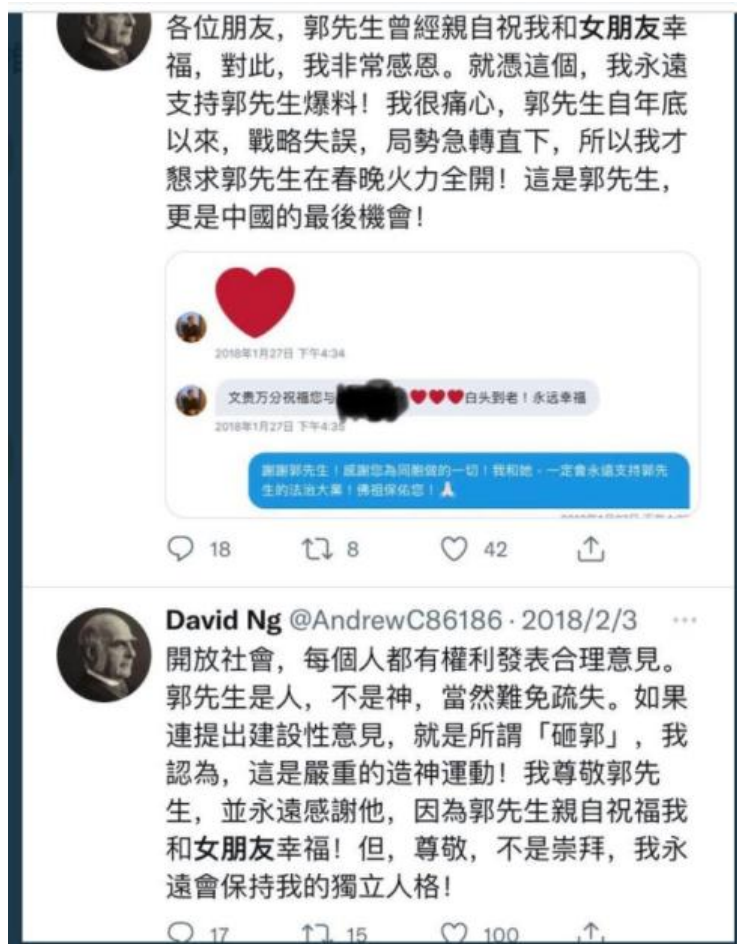 各位朋友，郭先生曾經親自祝我和女朋友幸
福，對此，我非常感恩。就憑這個，我永遠
支持郭先生爆料！我很痛心，郭先生自年底
以來，戰略失誤，局勢急轉直下，所以我才
懇求郭先生在春晚火力全開！這是郭先生，
更是中國的最後機會！
2018年1月27日 下午4:34
文贵万分祝福您与
白头到老！永远幸福
2018年1月27日 下午4:35
謝謝郭先生！感謝您為同胞做的一切！我和她，一定會永遠支持郭先
生的法治大業！佛祖保佑您！
18 8 42
David Ng @AndrewC86186 · 2018/2/3
開放社會，每個人都有權利發表合理意見。
郭先生是人，不是神，當然難免疏失。如果
連提出建設性意見，就是所謂「砸郭」，我
認為，這是嚴重的造神運動！我尊敬郭先
生，並永遠感謝他，因為郭先生親自祝福我
和女朋友幸福！但，尊敬，不是崇拜，我永
遠會保持我的獨立人格！
17 15 100